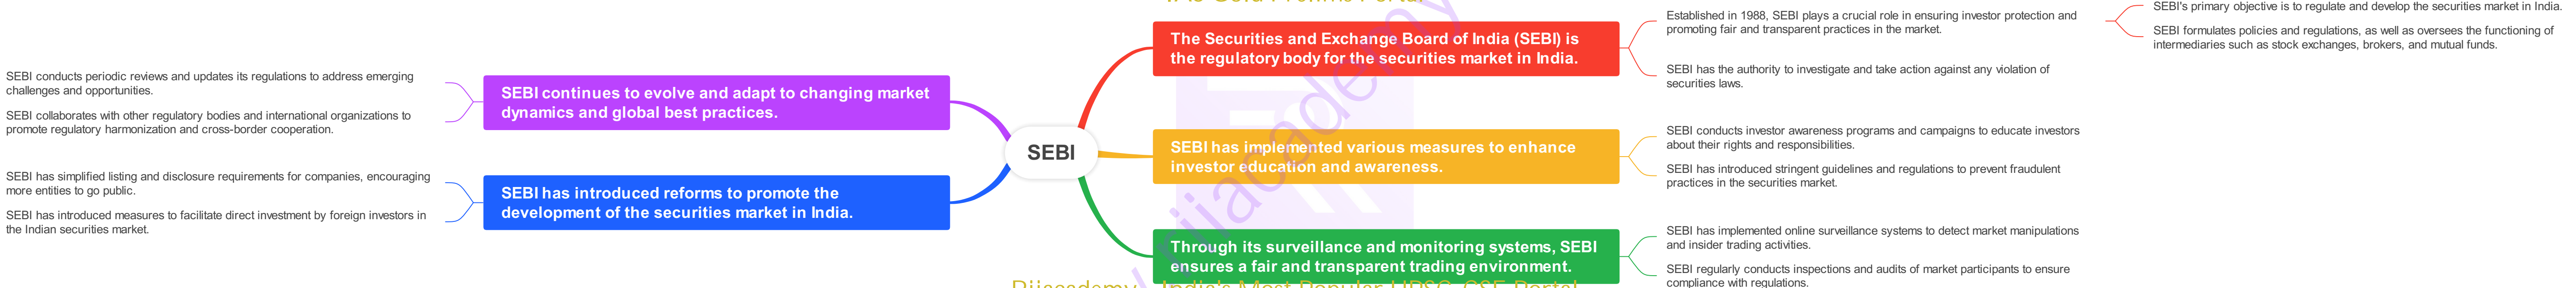 SEBI
The Securities and Exchange Board of India (SEBI) is
the regulatory body for the securities market in India.
Established in 1988, SEBI plays a crucial role in ensuring investor protection and
promoting fair and transparent practices in the market.
SEBI's primary objective is to regulate and develop the securities market in India.
SEBI formulates policies and regulations, as well as oversees the functioning of
intermediaries such as stock exchanges, brokers, and mutual funds.
SEBI has the authority to investigate and take action against any violation of
securities laws.
SEBI has implemented various measures to enhance
investor education and awareness.
SEBI conducts investor awareness programs and campaigns to educate investors
about their rights and responsibilities.
SEBI has introduced stringent guidelines and regulations to prevent fraudulent
practices in the securities market.
Through its surveillance and monitoring systems, SEBI
ensures a fair and transparent trading environment.
SEBI has implemented online surveillance systems to detect market manipulations
and insider trading activities.
SEBI regularly conducts inspections and audits of market participants to ensure
compliance with regulations.
SEBI has introduced reforms to promote the
development of the securities market in India.
SEBI has simplified listing and disclosure requirements for companies, encouraging
more entities to go public.
SEBI has introduced measures to facilitate direct investment by foreign investors in
the Indian securities market.
SEBI continues to evolve and adapt to changing market
dynamics and global best practices.
SEBI conducts periodic reviews and updates its regulations to address emerging
challenges and opportunities.
SEBI collaborates with other regulatory bodies and international organizations to
promote regulatory harmonization and cross-border cooperation.
India's Most Popular UPSC CSE Portal